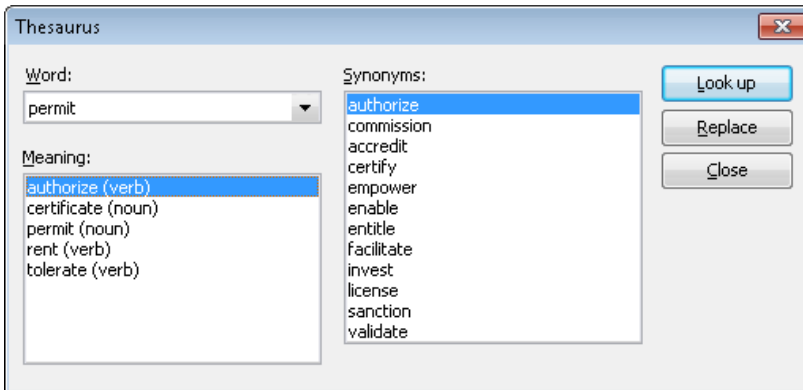 Thesaurus
Word:
permit
Meaning:
authorize (verb)
certificate (noun)
permit (noun)
rent (verb)
tolerate (verb)
Synonyms:
authorize
commission
accredit
certify
empower
enable
entitle
facilitate
invest
license
sanction
validate
Look up
Replace
Close